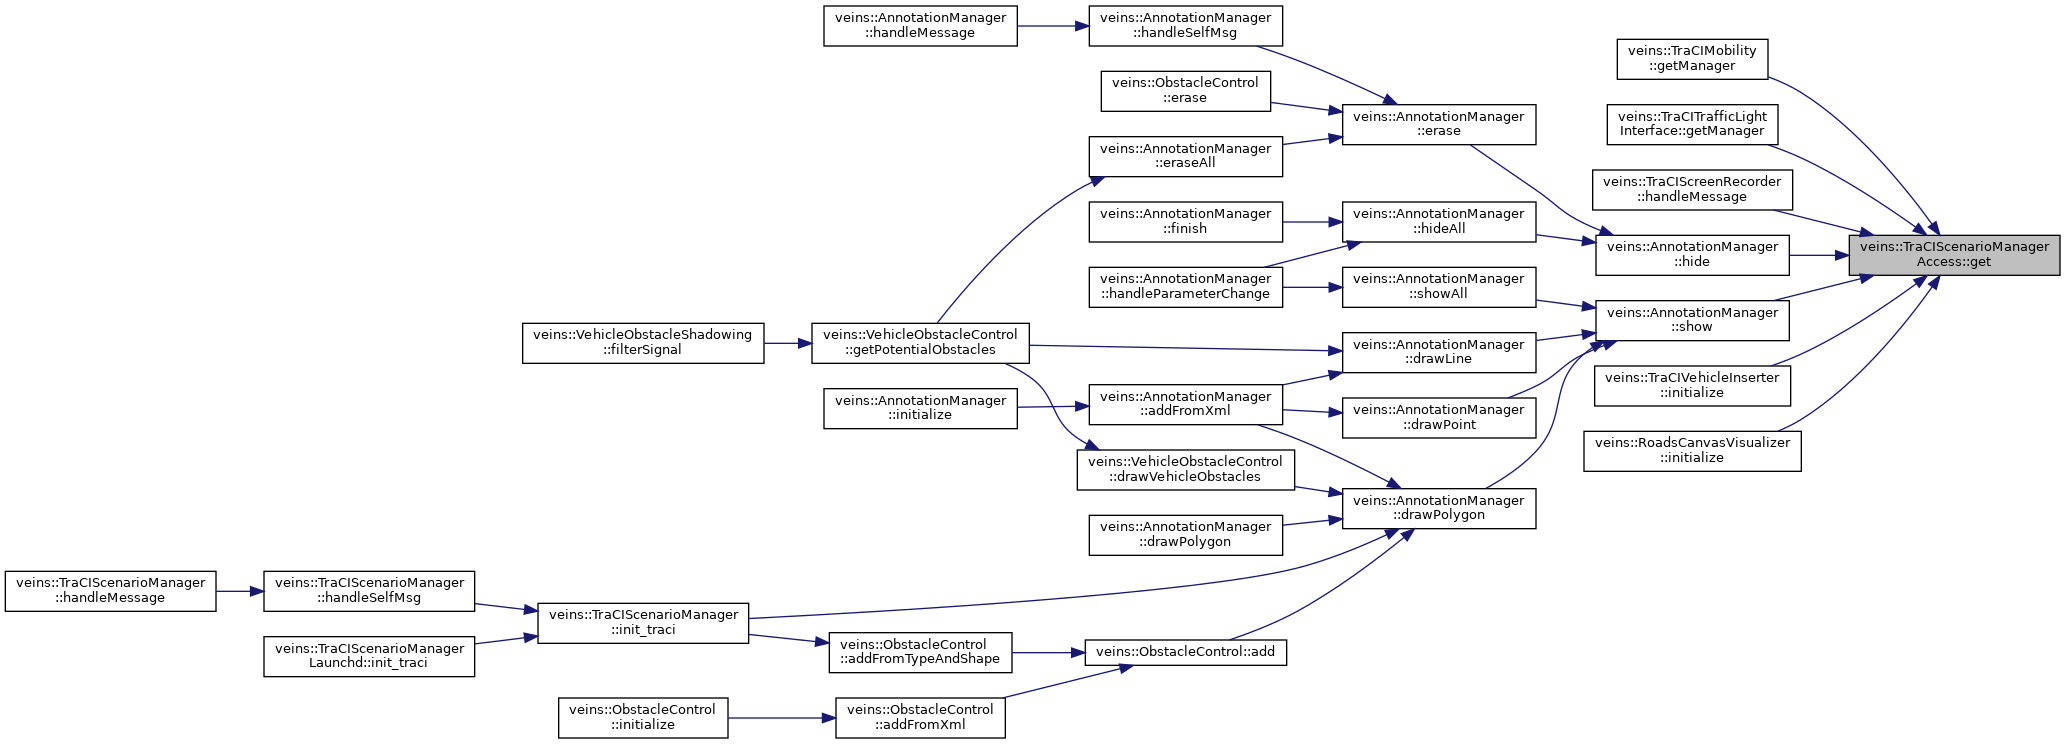 veins::AnnotationManager
::handleMessage
veins::AnnotationManager
::handleSelfMsg
veins::TraCIMobility
::getManager
veins::ObstacleControl
::erase
veins::AnnotationManager
::erase
veins::TraCITrafficLight
Interface::getManager
veins::AnnotationManager
::eraseAll
veins::TraCIScreenRecorder
::handleMessage
veins::AnnotationManager
::finish
veins::AnnotationManager
::hideAll
veins::AnnotationManager
::hide
veins::TraCIScenarioManager
Access::get
veins::AnnotationManager
::handleParameterChange
veins::AnnotationManager
::showAll
veins::AnnotationManager
::show
veins::VehicleObstacleShadowing
::filterSignal
veins::VehicleObstacleControl
::getPotentialObstacles
veins::AnnotationManager
::drawLine
veins::TraCIVehicleInserter
::initialize
veins::AnnotationManager
::initialize
veins::AnnotationManager
::addFromXml
veins::AnnotationManager
::drawPoint
veins::RoadsCanvasVisualizer
::initialize
veins::VehicleObstacleControl
::drawVehicleObstacles
veins::AnnotationManager
::drawPolygon
veins::AnnotationManager
::drawPolygon
veins::TraCIScenarioManager
::handleMessage
veins::TraCIScenarioManager
::handleSelfMsg
veins::TraCIScenarioManager
::init_traci
veins::TraCIScenarioManager
Launchd::init_traci
veins::ObstacleControl
::addFromTypeAndShape
veins::ObstacleControl::add
veins::ObstacleControl
::initialize
veins::ObstacleControl
::addFromXml